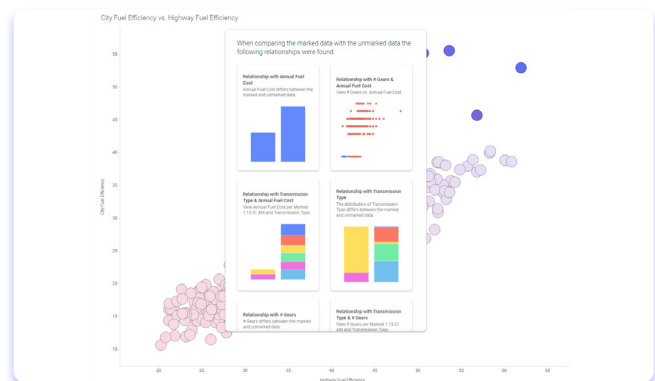 City Fuel Efficiency vs. Highway Fuel Efficiency
When comparing the marked data with the unmarked data the
following relationships were found.
Relationship with Annual Fuel
Cost
Annual Fuel Cost differs between the
marked and unmarked data.
Relationship with # Gears &
Annual Fuel Cost
View # Gears vs. Annual Fuel Cost.
Relationship with Transmission
Type & Annual Fuel Cost
View Annual Fuel Cost per Marked
1:15:31 AM and Transmission Type
Relationship with Transmission
Type
The distribution of Transmission
Type differs between the marked
and unmarked data.
Relationship with # Gears
# Gears differs between the marked
and unmarked data.
Relationship with Transmission
Type & # Gears
View # Gears per Marked 1:15:31
AM and Transmission Type
City Fuel Efficiency
55
50
45
40
35
30
25
20
15
10
20
25
30
35
40
45
50
55
60
65
Highway Fuel Efficiency